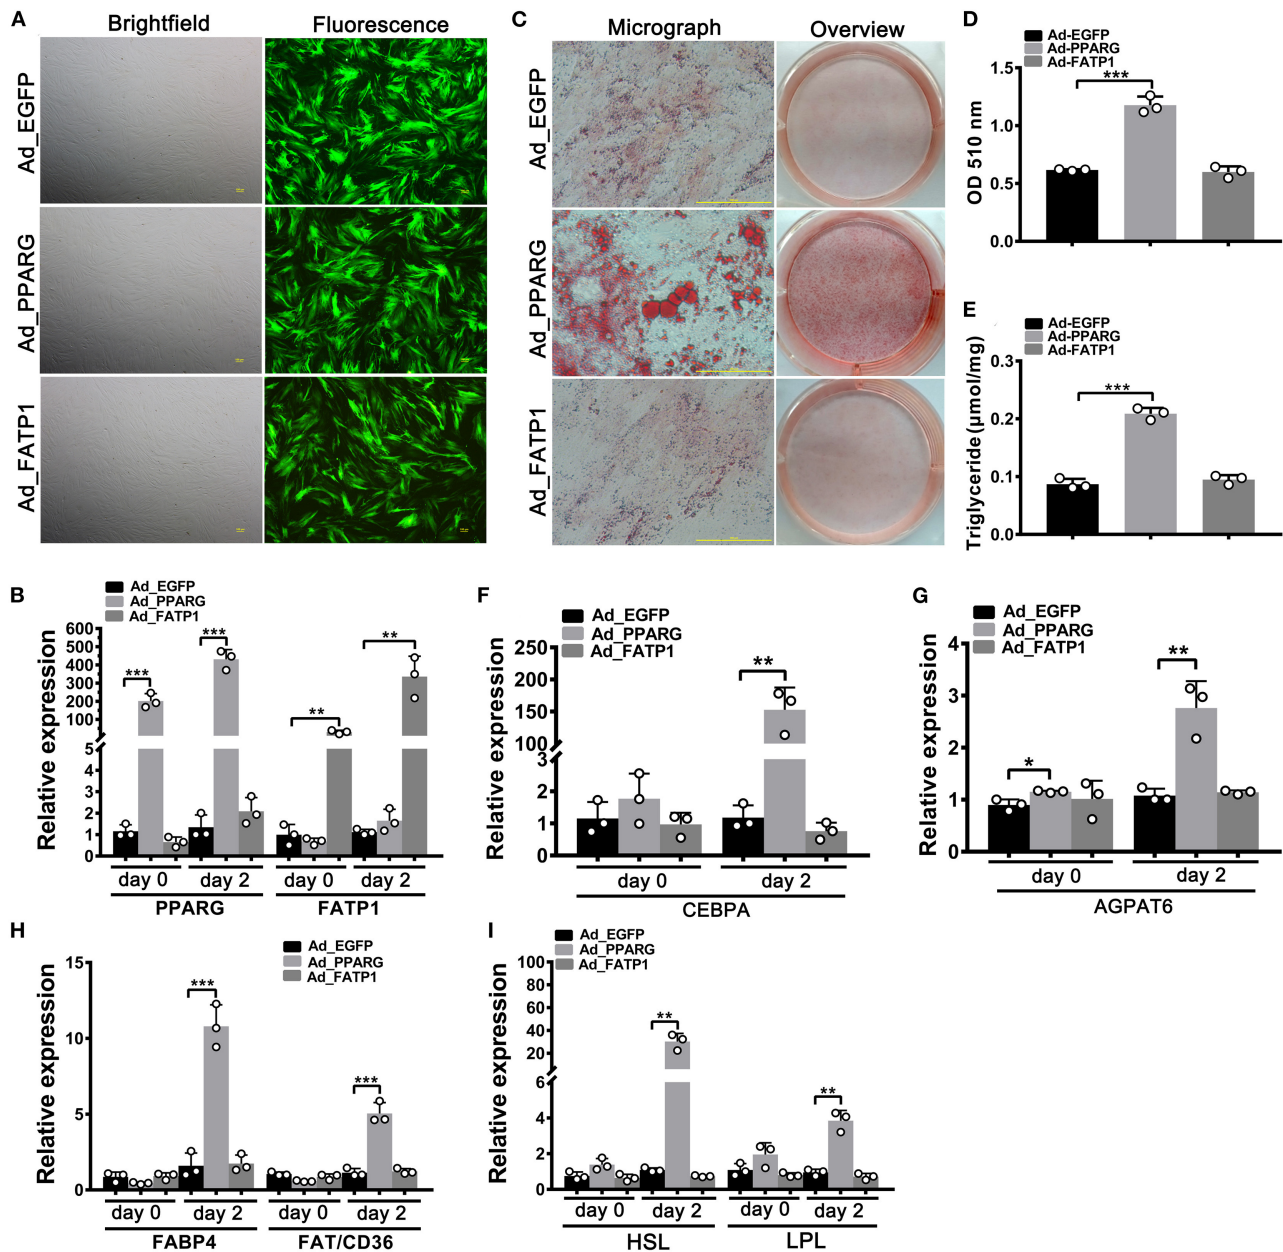 A
Brightfield
Fluorescence
Ad_EGFP
Ad_PPARG
Ad_FATP1
C
Micrograph
Overview
Ad_EGFP
Ad_PPARG
Ad_FATP1
D
Ad-EGFP
Ad-PPARG
Ad-FATP1
OD 510 nm
1.5
1.0
0.5
0.0
***
E
Ad-EGFP
Ad-PPARG
Ad-FATP1
Triglyceride (μmol/mg)
0.3
0.2
0.1
0.0
***
B
Ad_EGFP
Ad_PPARG
Ad_FATP1
Relative expression
600
500
400
300
200
100
5
4
3
2
1
0
***
***
**
**
day 0
day 2
day 0
day 2
PPARG
FATP1
F
Ad_EGFP
Ad_PPARG
Ad_FATP1
Relative expression
250
200
150
100
3
2
1
0
**
day 0
day 2
CEBPA
G
Ad_EGFP
Ad_PPARG
Ad_FATP1
Relative expression
4
3
2
1
0
*
**
day 0
day 2
AGPAT6
H
Ad_EGFP
Ad_PPARG
Ad_FATP1
Relative expression
15
10
5
0
***
***
day 0
day 2
day 0
day 2
FABP4
FAT/CD36
I
Ad_EGFP
Ad_PPARG
Ad_FATP1
Relative expression
100
80
60
40
20
6
4
2
0
**
**
day 0
day 2
day 0
day 2
HSL
LPL